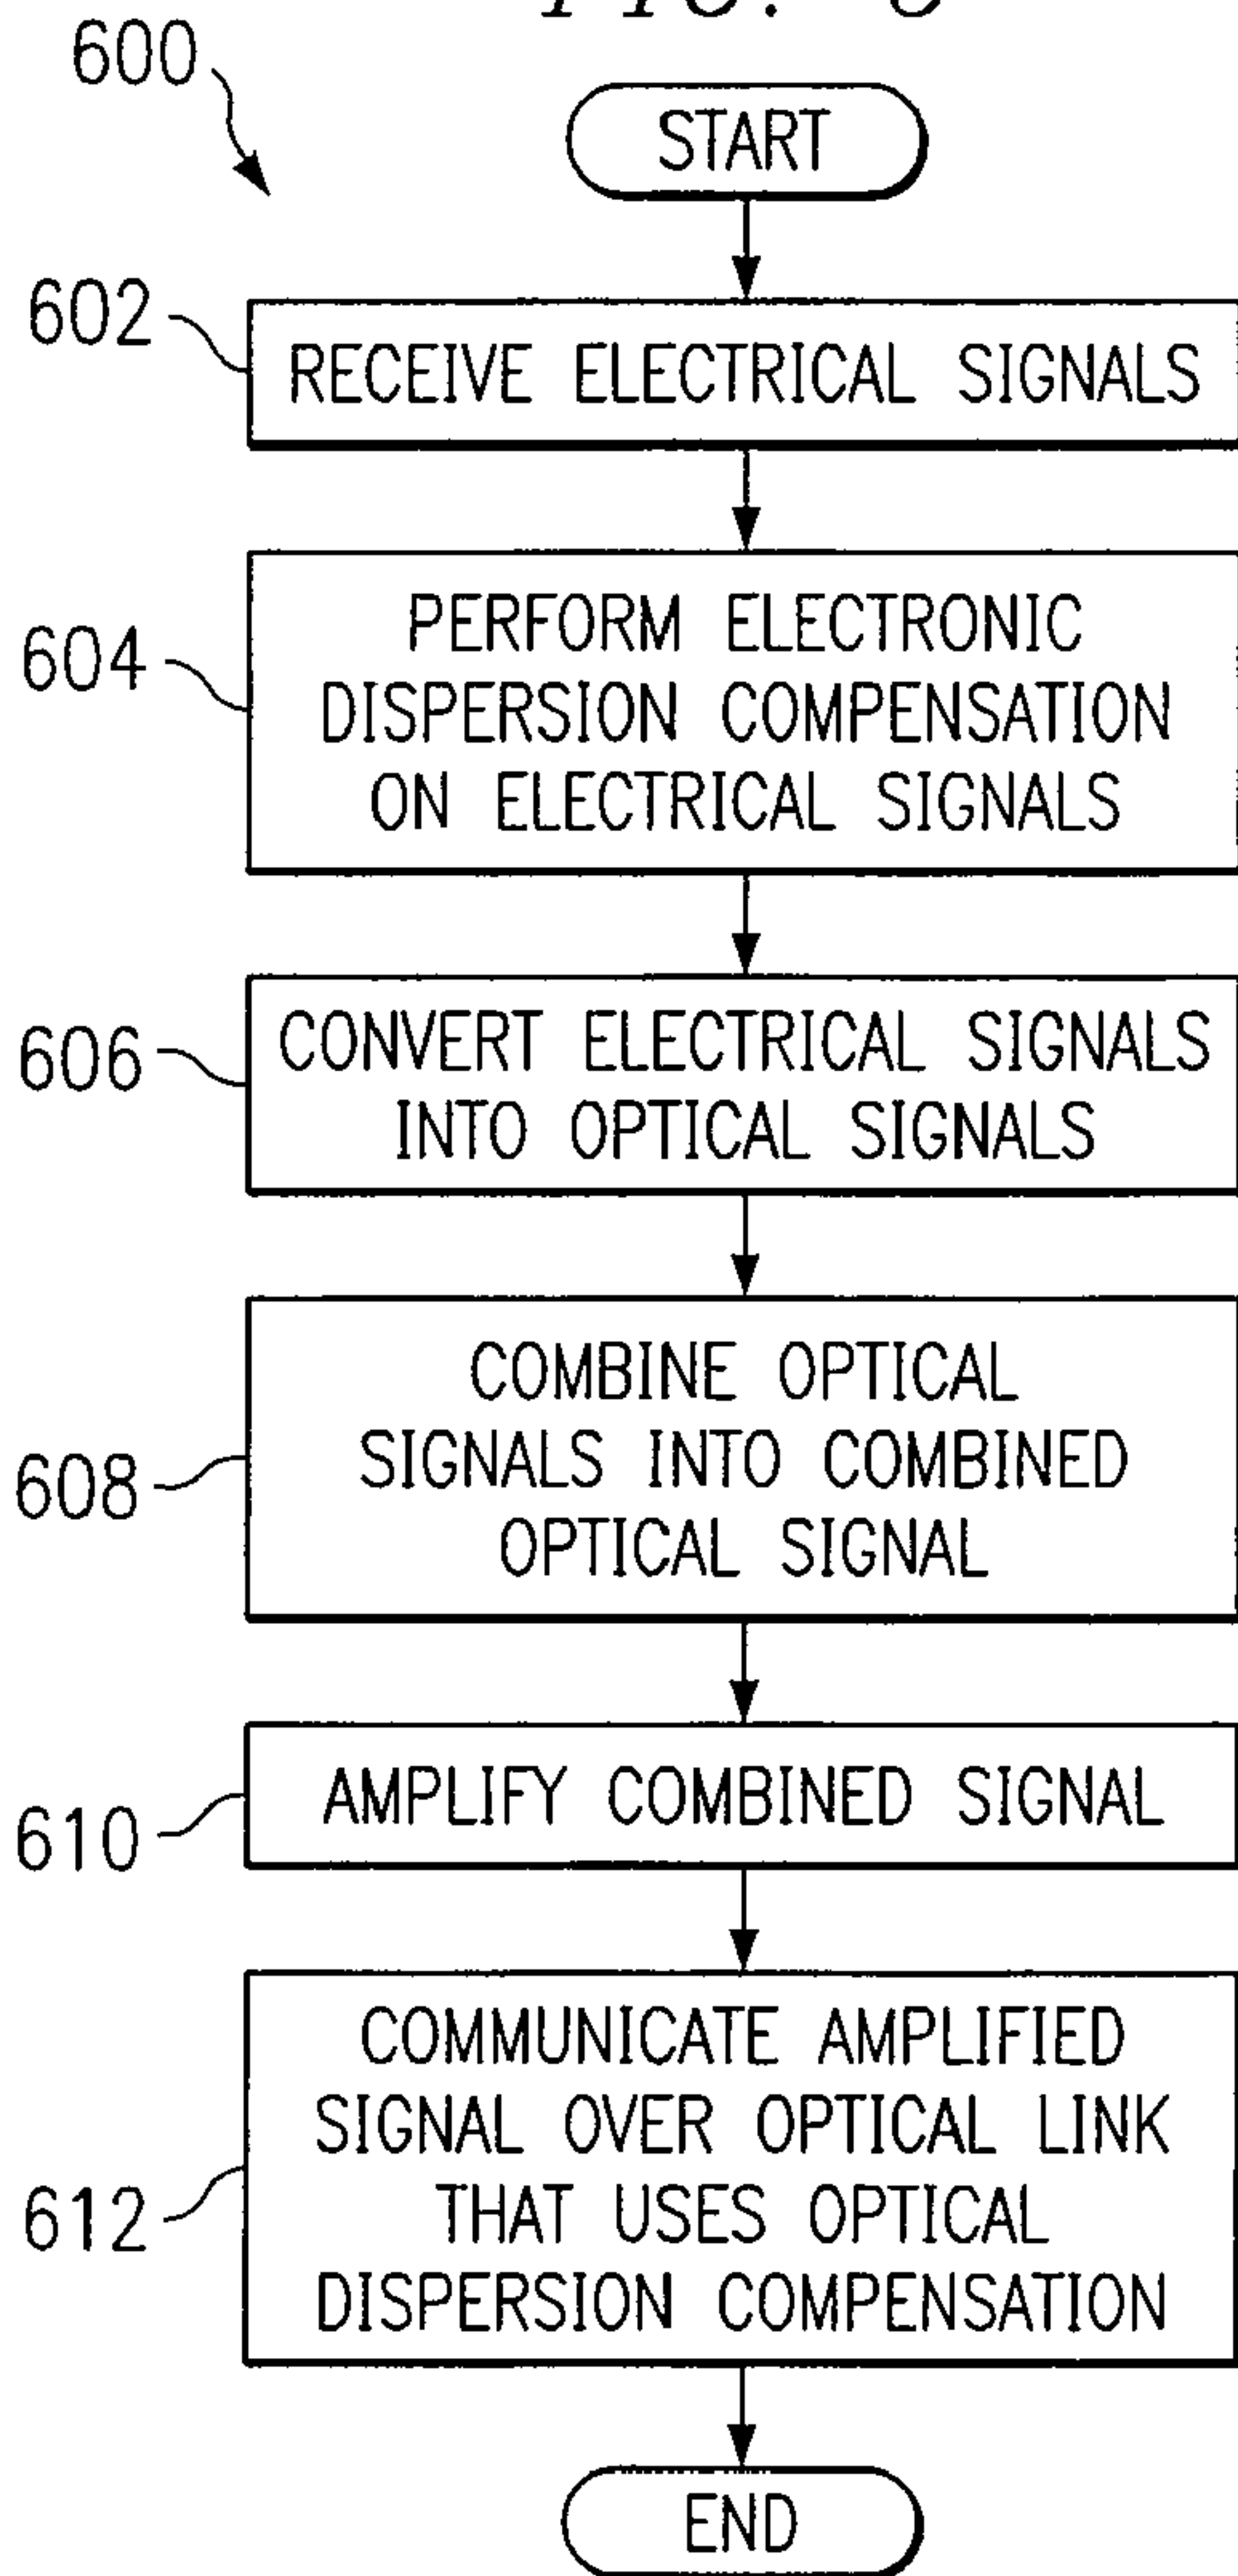 600
START
602
RECEIVE ELECTRICAL SIGNALS
604
PERFORM ELECTRONIC
DISPERSION COMPENSATION
ON ELECTRICAL SIGNALS
606
CONVERT ELECTRICAL SIGNALS
INTO OPTICAL SIGNALS
608
COMBINE OPTICAL
SIGNALS INTO COMBINED
OPTICAL SIGNAL
610
AMPLIFY COMBINED SIGNAL
612
COMMUNICATE AMPLIFIED
SIGNAL OVER OPTICAL LINK
THAT USES OPTICAL
DISPERSION COMPENSATION
END